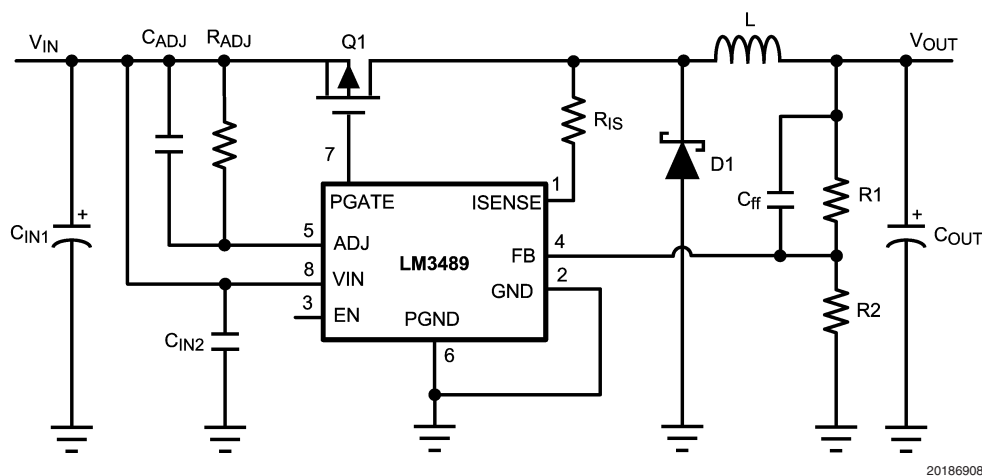 V_IN C_ADJ R_ADJ Q1 L V_OUT
R_IS
7
D1
1
C_ff
R1
PGATE ISENSE
C_IN1
+
5
ADJ
4
FB
+
C_OUT
LM3489
8
VIN
2
GND
3
EN
R2
PGND
C_IN2
6
20186908